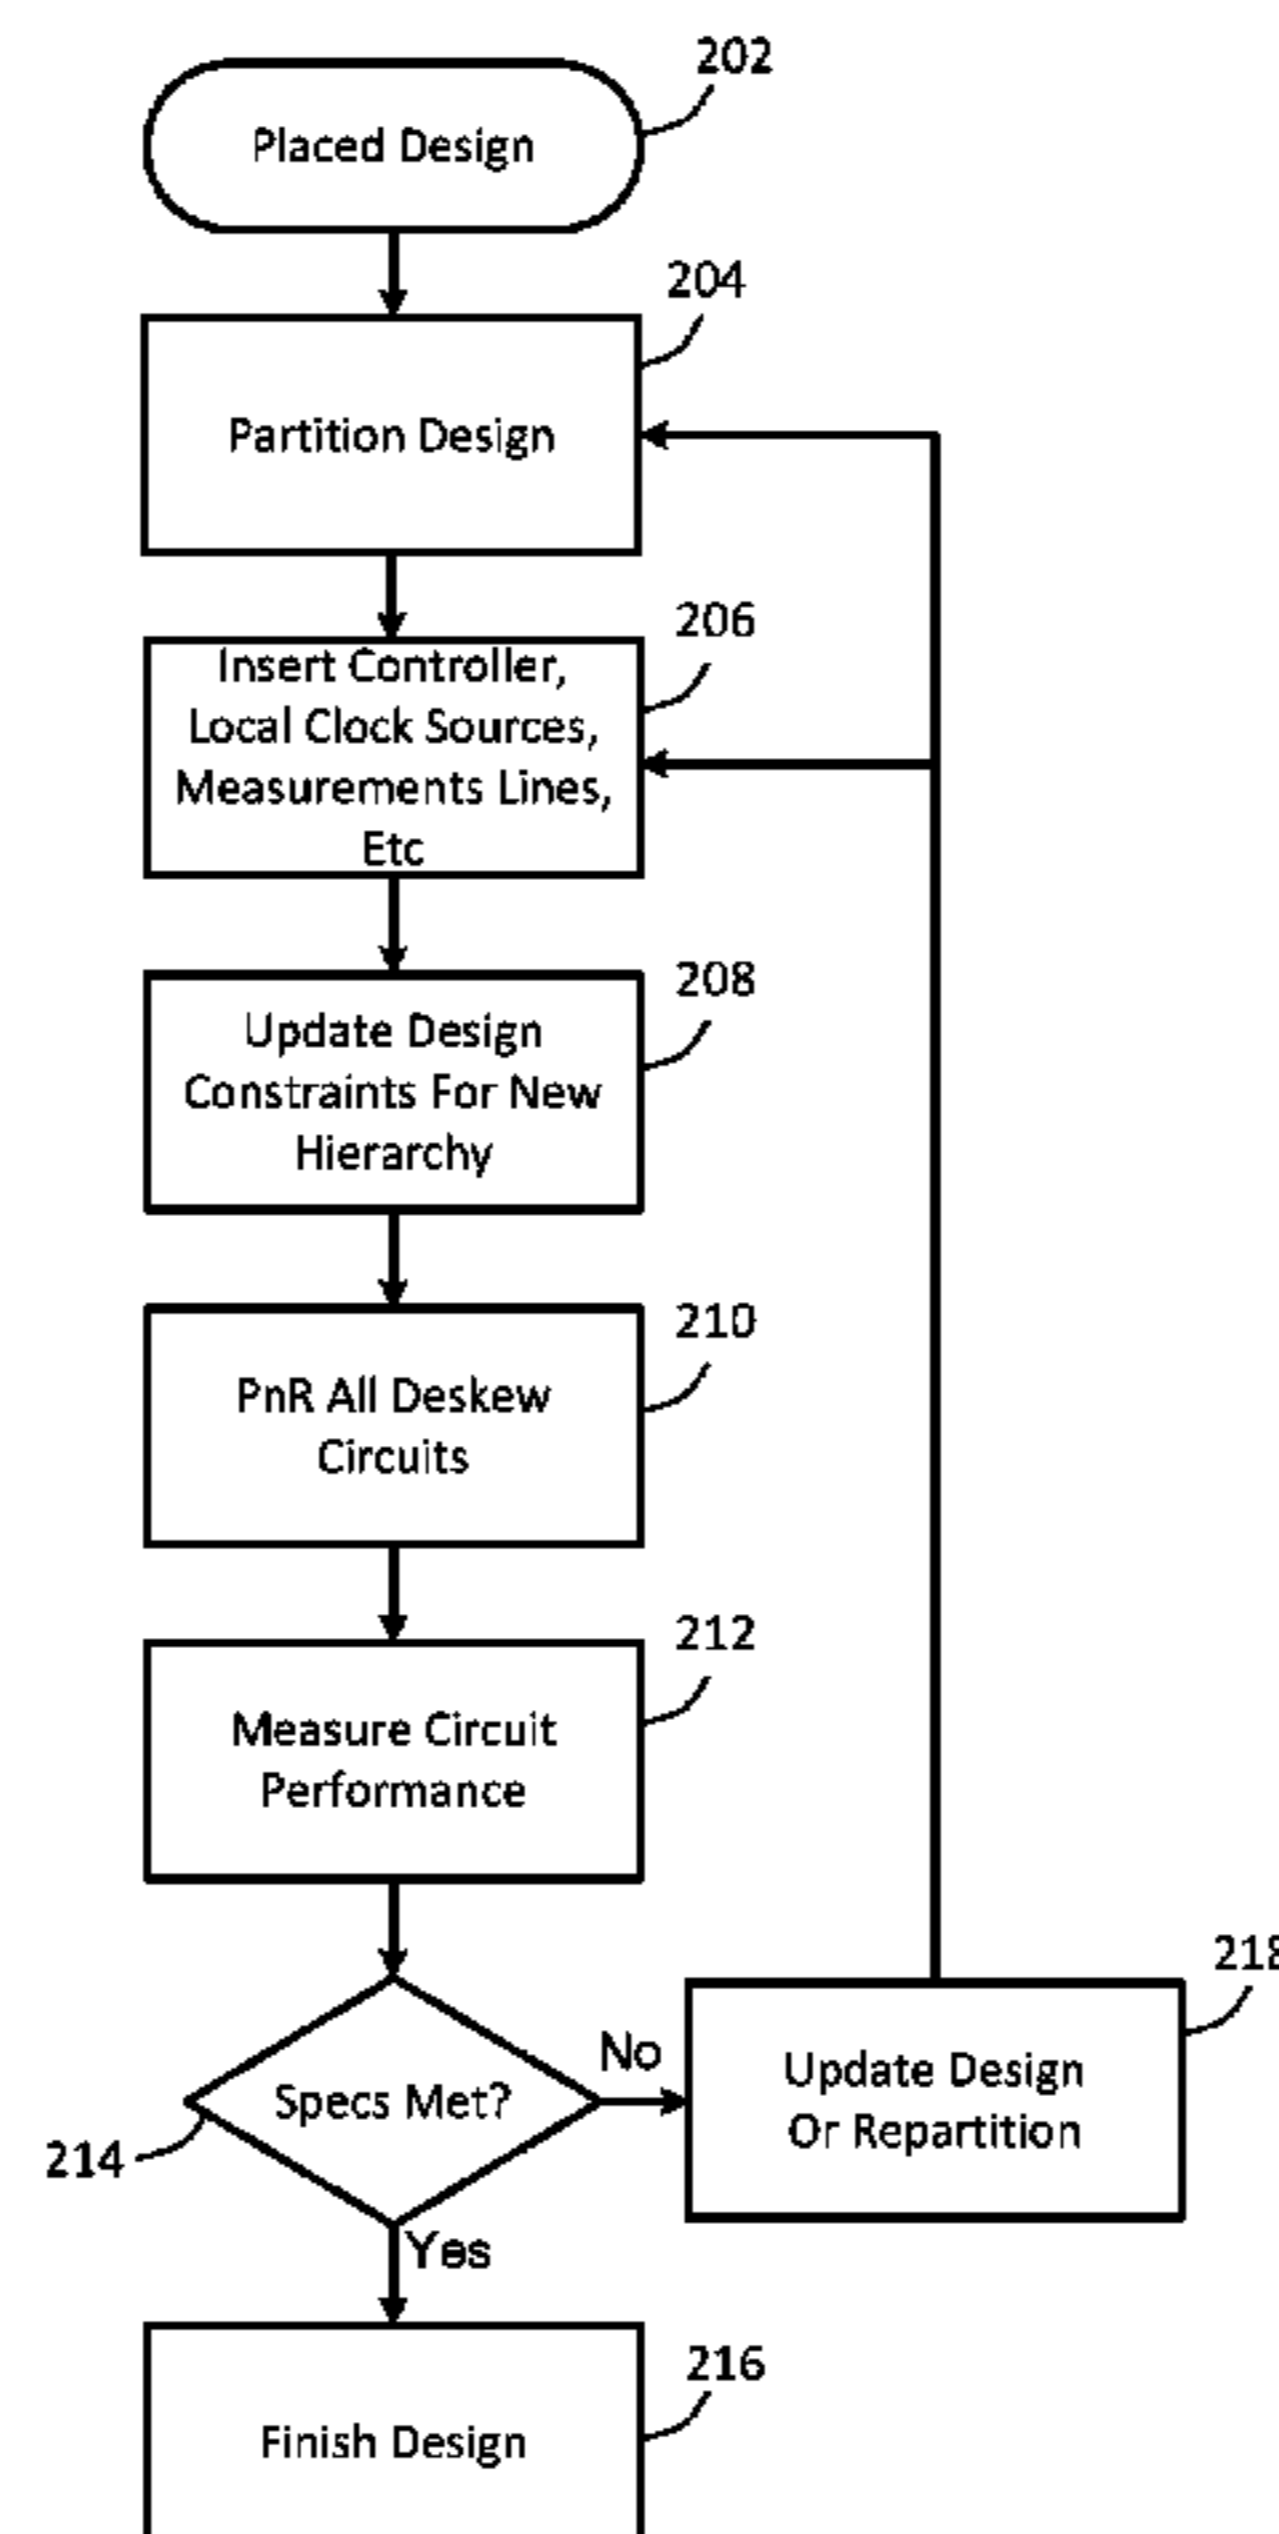 202
Placed Design
204
Partition Design
206
Insert Controller,
Local Clock Sources,
Measurements Lines,
Etc
208
Update Design
Constraints For New
Hierarchy
210
PnR All Deskew
Circuits
212
Measure Circuit
Performance
218
No
Update Design
Or Repartition
Specs Met?
214
Yes
216
Finish Design